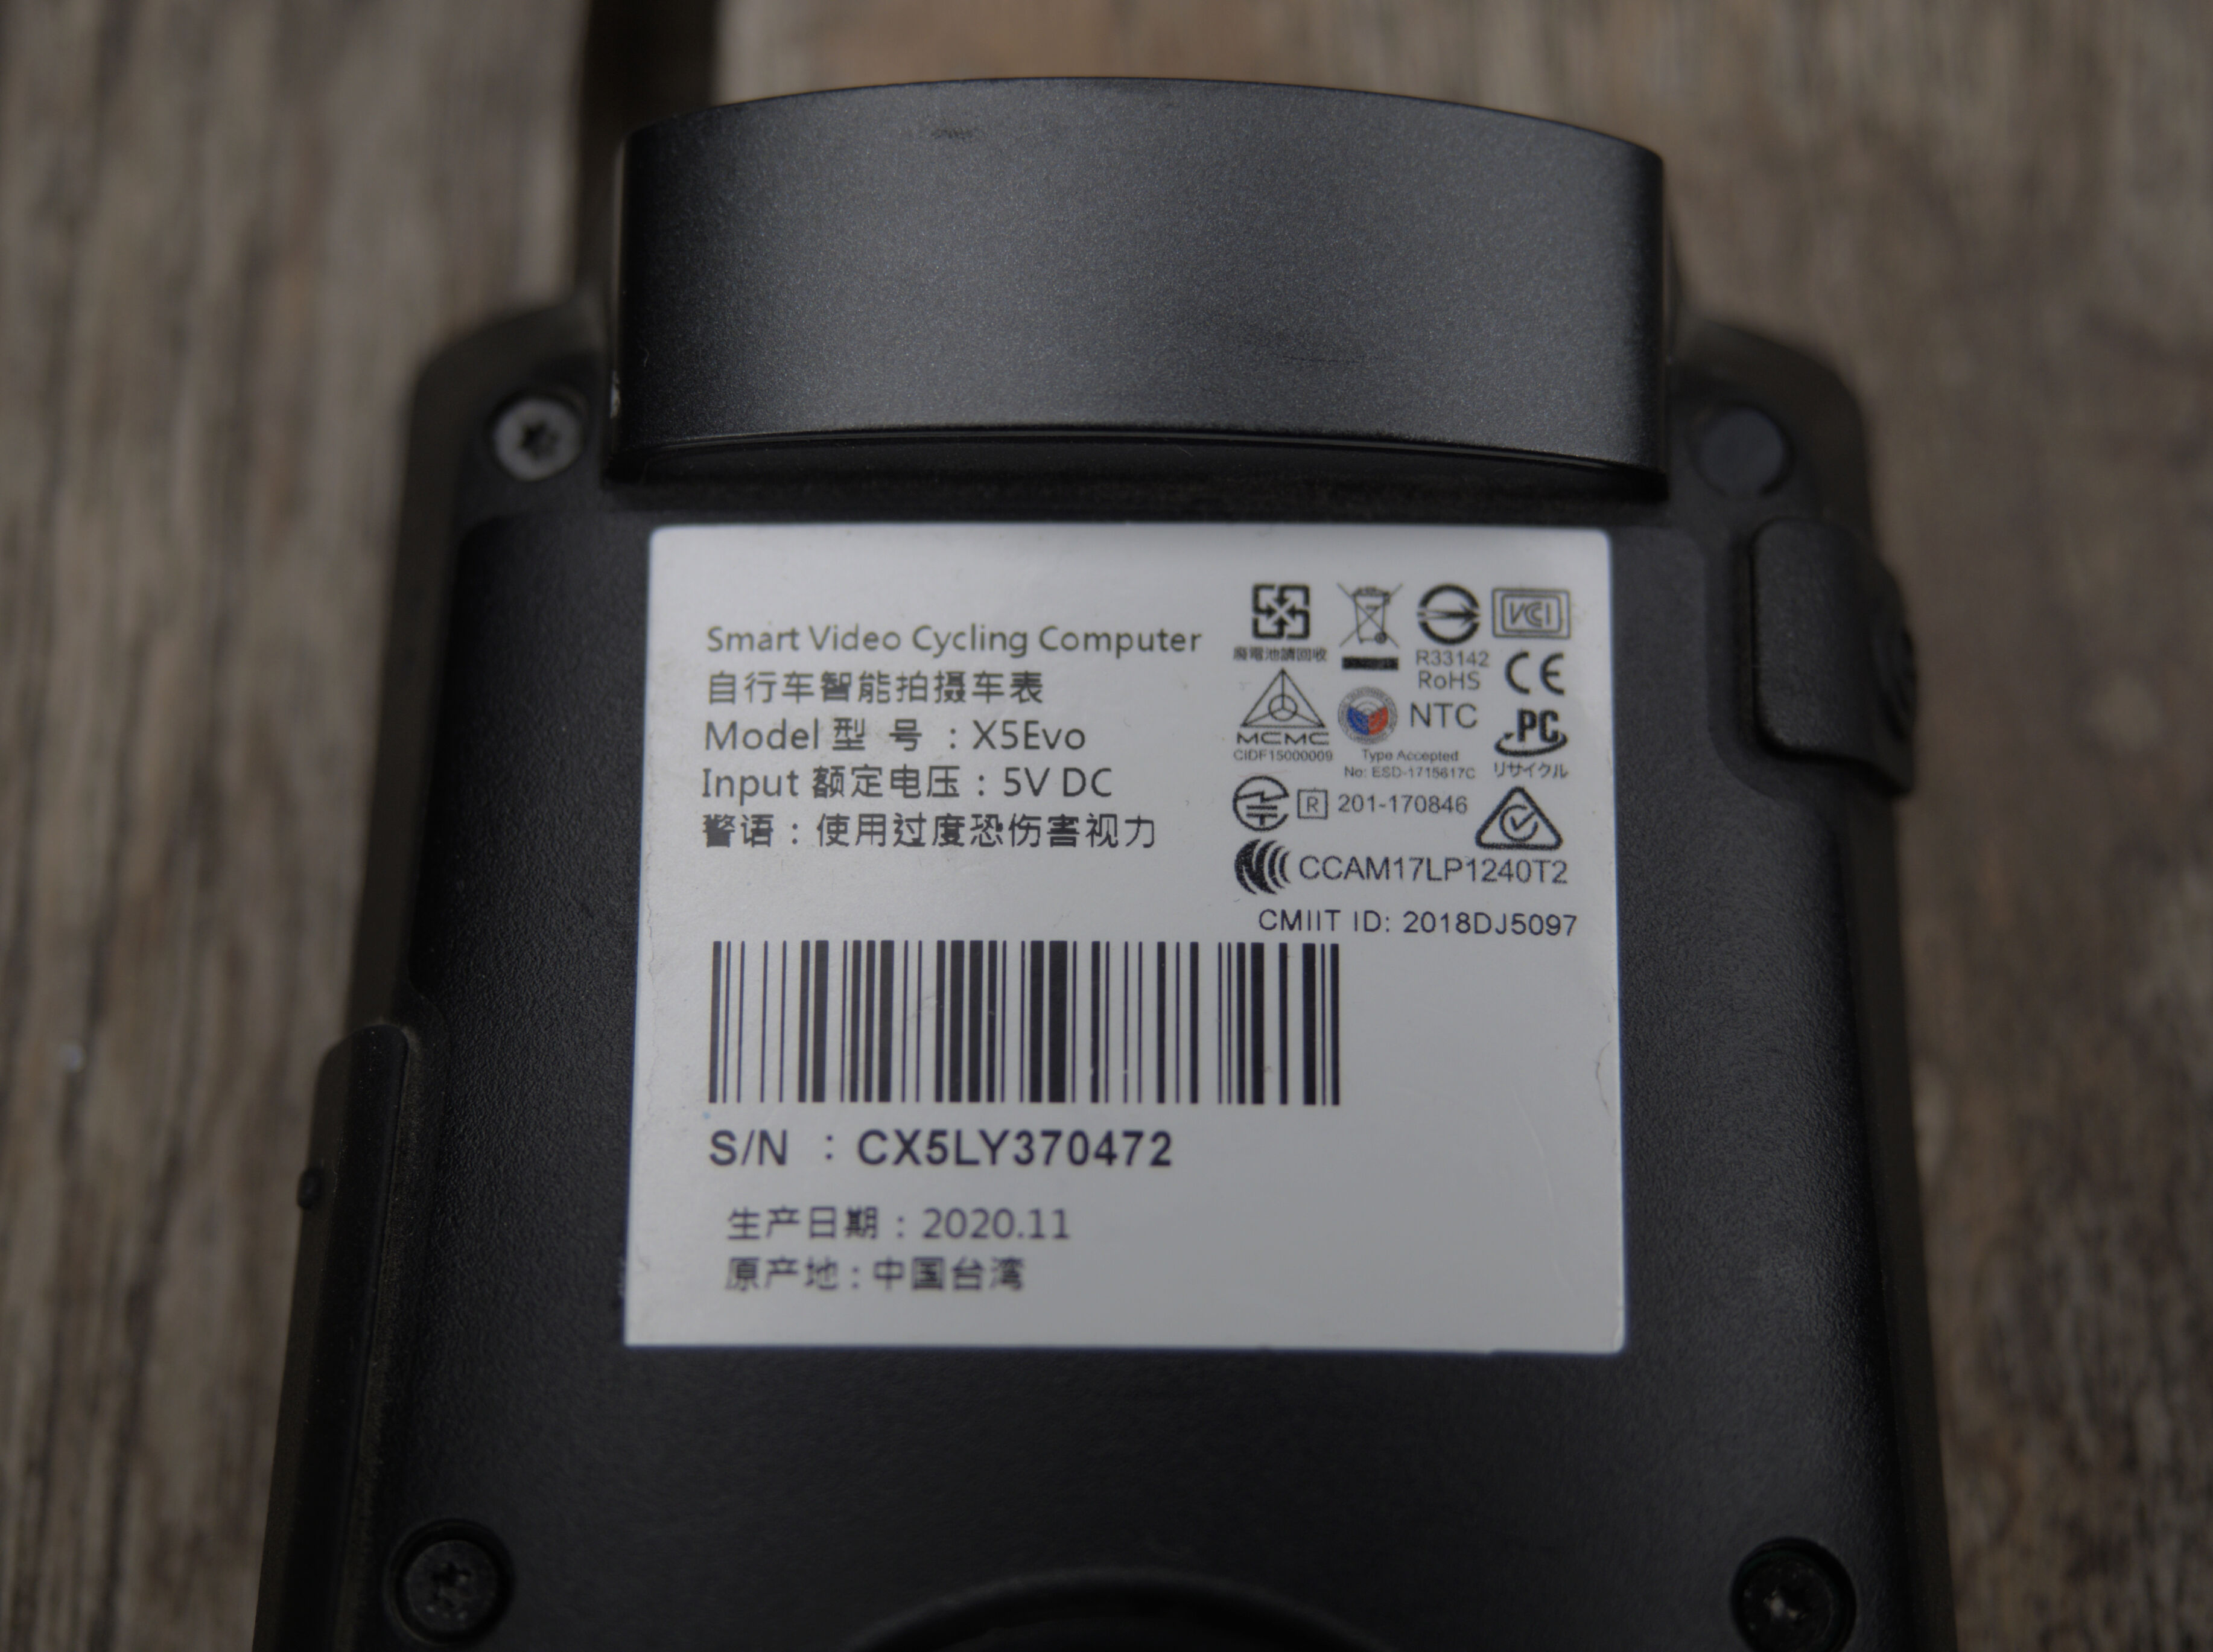 Smart Video Cycling Computer
自行车智能拍摄车表
Model 型 号 : X5Evo
Input 额定电压 : 5V DC
警语 : 使用过度恐伤害视力
廢電池請回收
R33142
RoHS
VCI
CE
MCMC
CIDF15000009
NTC
Type Accepted
No: ESD-1715617C
PC
リサイクル
R 201-170846
CCAM17LP1240T2
CMIIT ID: 2018DJ5097
S/N : CX5LY370472
生产日期 : 2020.11
原产地 : 中国台湾